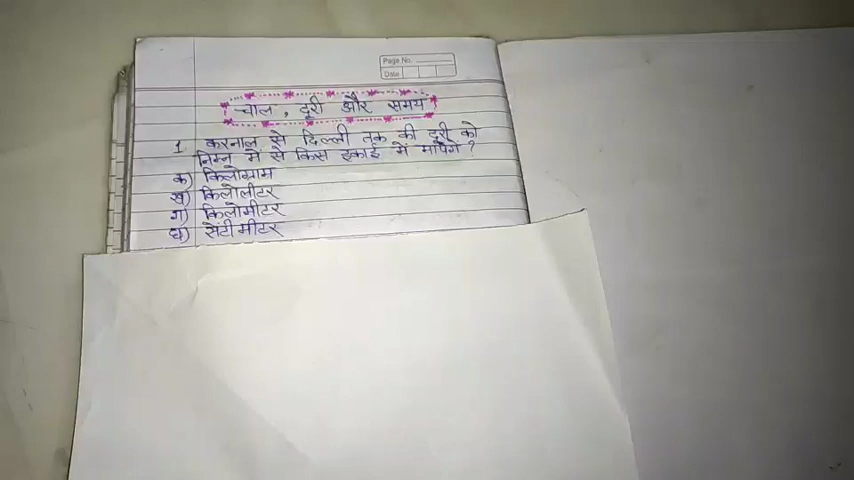 Page No.
Date
चाल, दूरी और समय
1 करनाल से दिल्ली तक की दूरी को
निम्न में से किस इकाई में मापेंगे ?
क) किलोग्राम
ख) किलोलीटर
ग) किलोमीटर
घ) सेंटीमीटर